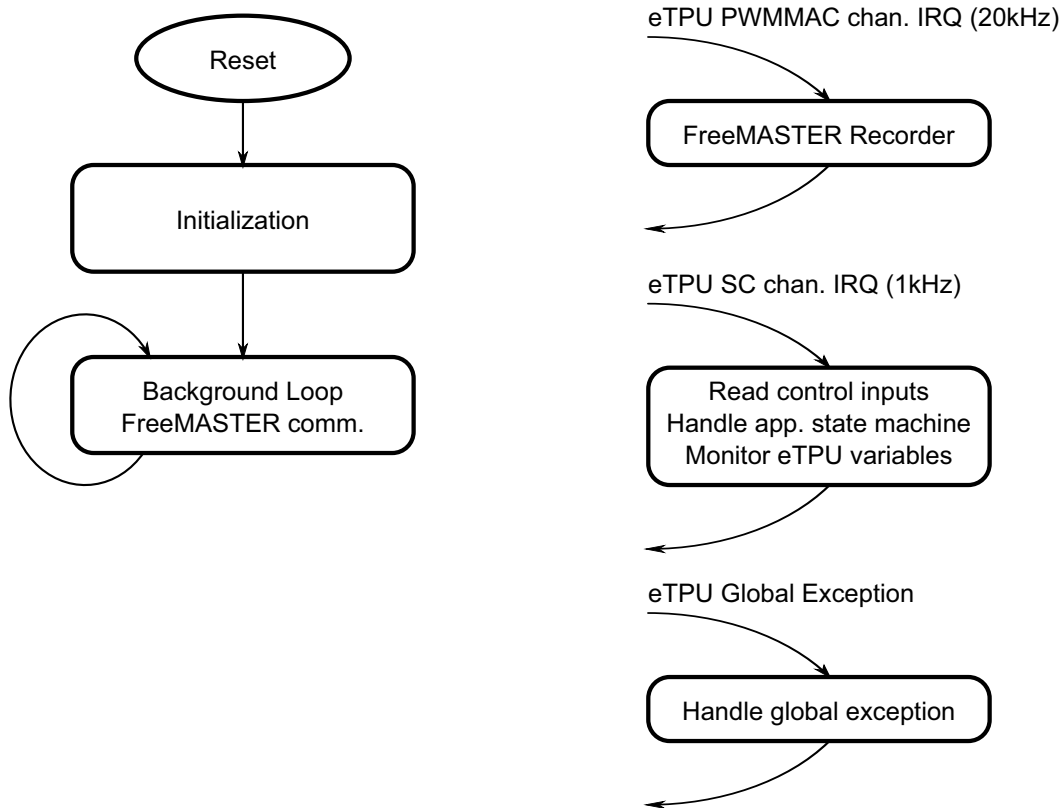 Reset
Initialization
Background Loop
FreeMASTER comm.
eTPU PWMMAC chan. IRQ (20kHz)
FreeMASTER Recorder
eTPU SC chan. IRQ (1kHz)
Read control inputs
Handle app. state machine
Monitor eTPU variables
eTPU Global Exception
Handle global exception